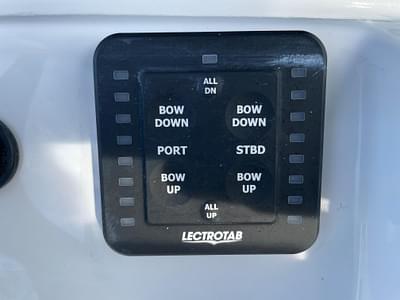 ALL
DN
BOW BOW
DOWN DOWN
PORT STBD
BOW BOW
UP UP
ALL
UP
LECTROTAB